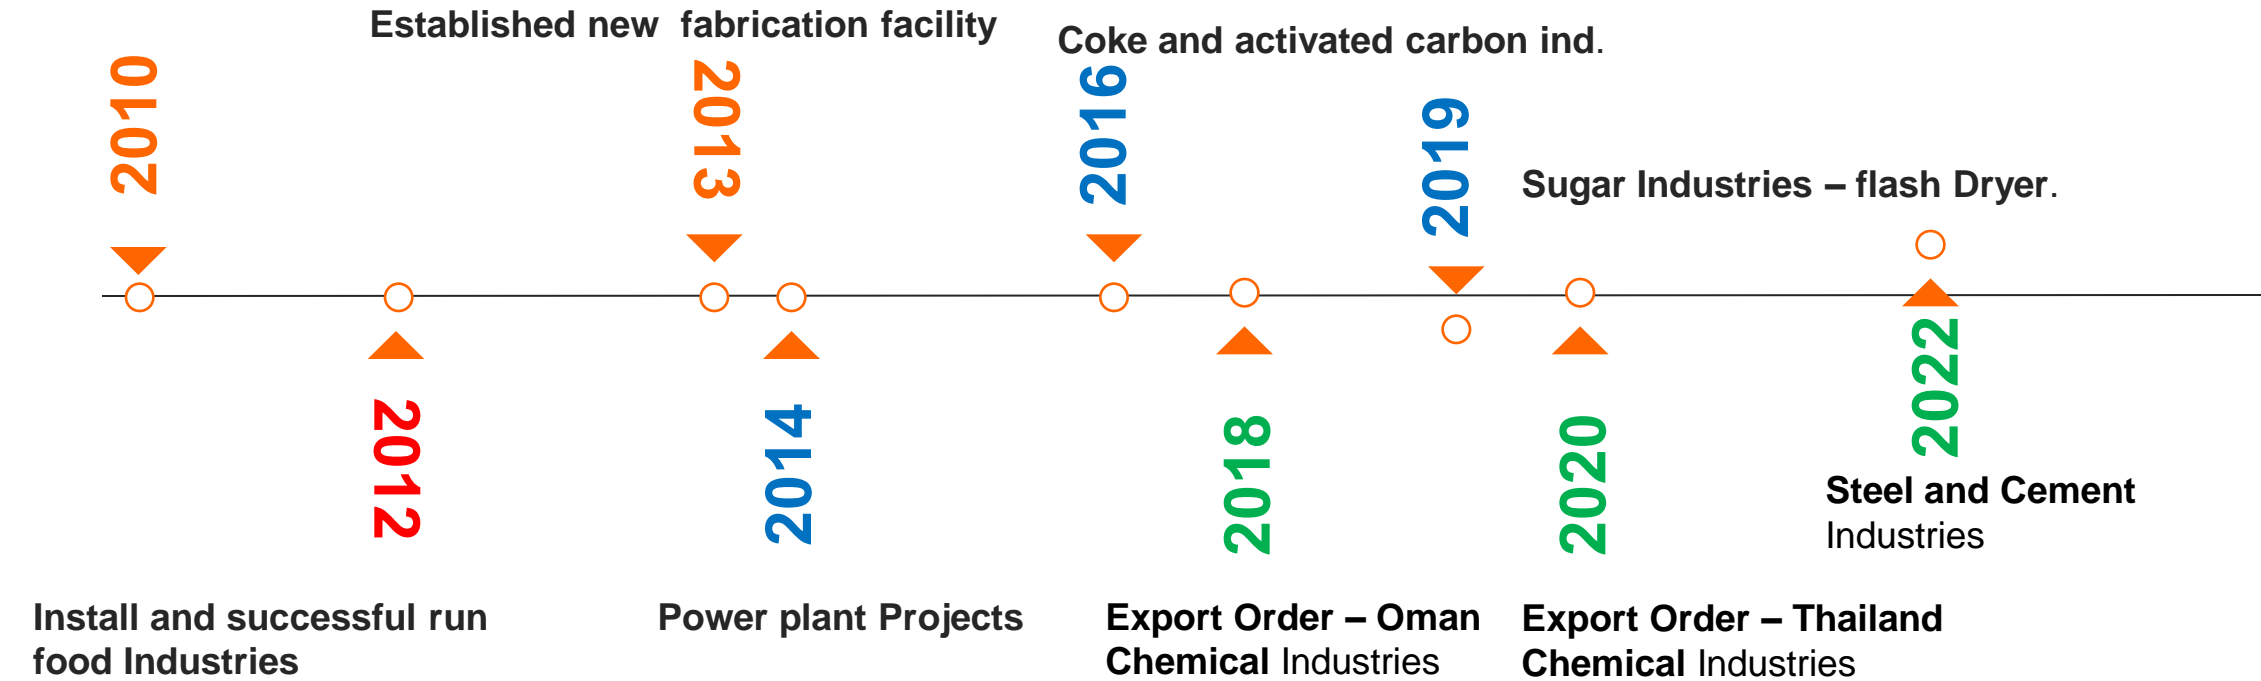 Established new fabrication facility
Coke and activated carbon ind.
2010
2013
2016
2019
Sugar Industries – flash Dryer.
2012
2014
2018
2020
2022
Steel and Cement
Industries
Install and successful run
food Industries
Power plant Projects
Export Order – Oman
Chemical Industries
Export Order – Thailand
Chemical Industries